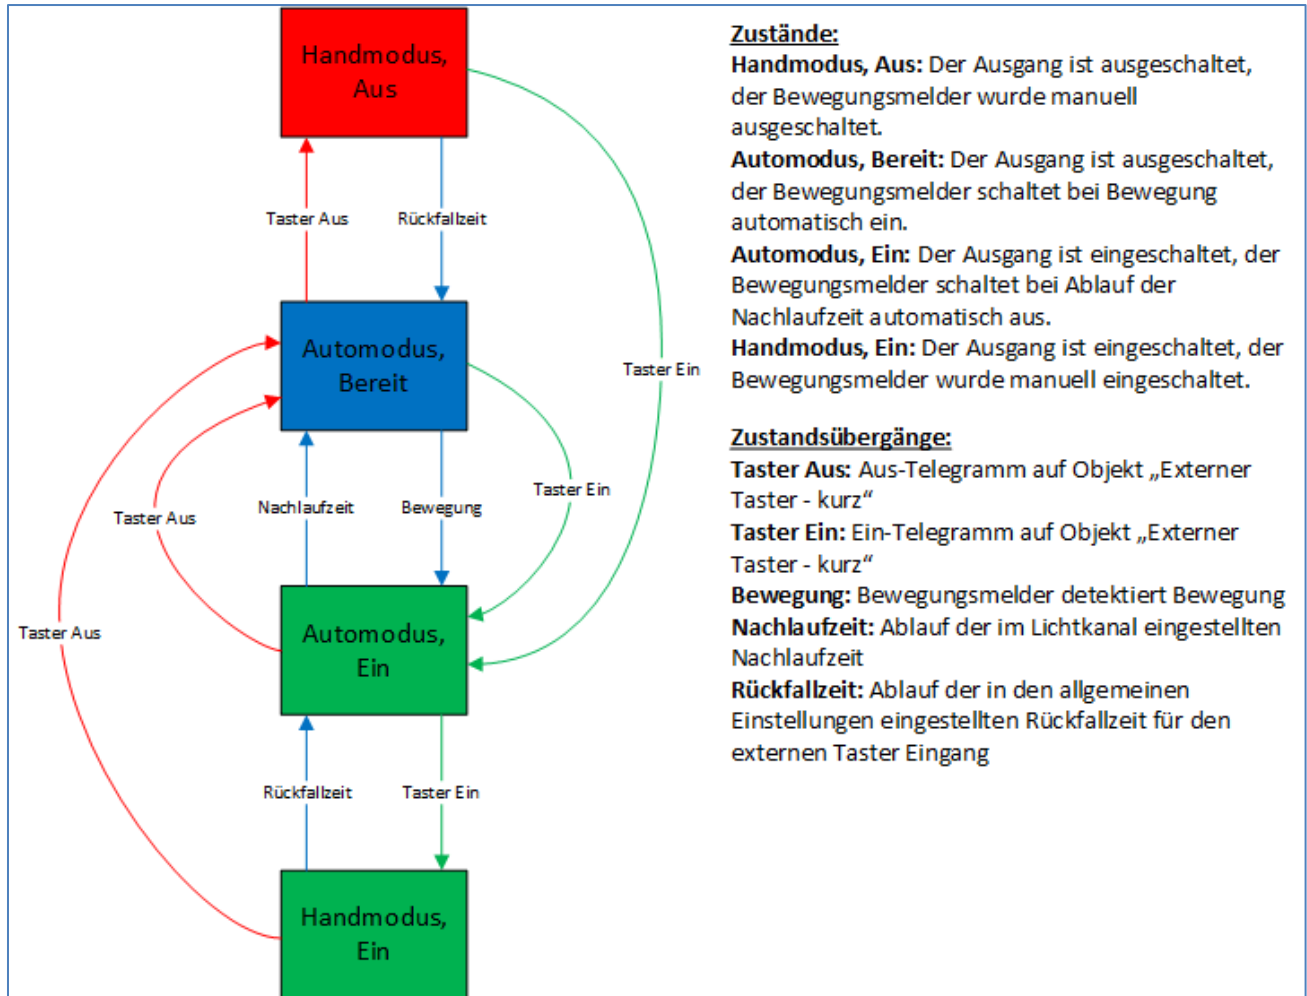 Handmodus,
Aus
Taster Aus
Rückfallzeit
Automodus,
Bereit
Taster Ein
Nachlaufzeit
Bewegung
Taster Ein
Taster Aus
Automodus,
Ein
Taster Aus
Rückfallzeit
Taster Ein
Handmodus,
Ein
Zustände:
Handmodus, Aus: Der Ausgang ist ausgeschaltet,
der Bewegungsmelder wurde manuell
ausgeschaltet.
Automodus, Bereit: Der Ausgang ist ausgeschaltet,
der Bewegungsmelder schaltet bei Bewegung
automatisch ein.
Automodus, Ein: Der Ausgang ist eingeschaltet, der
Bewegungsmelder schaltet bei Ablauf der
Nachlaufzeit automatisch aus.
Handmodus, Ein: Der Ausgang ist eingeschaltet, der
Bewegungsmelder wurde manuell eingeschaltet.
Zustandsübergänge:
Taster Aus: Aus-Telegramm auf Objekt „Externer
Taster - kurz“
Taster Ein: Ein-Telegramm auf Objekt „Externer
Taster - kurz“
Bewegung: Bewegungsmelder detektiert Bewegung
Nachlaufzeit: Ablauf der im Lichtkanal eingestellten
Nachlaufzeit
Rückfallzeit: Ablauf der in den allgemeinen
Einstellungen eingestellten Rückfallzeit für den
externen Taster Eingang